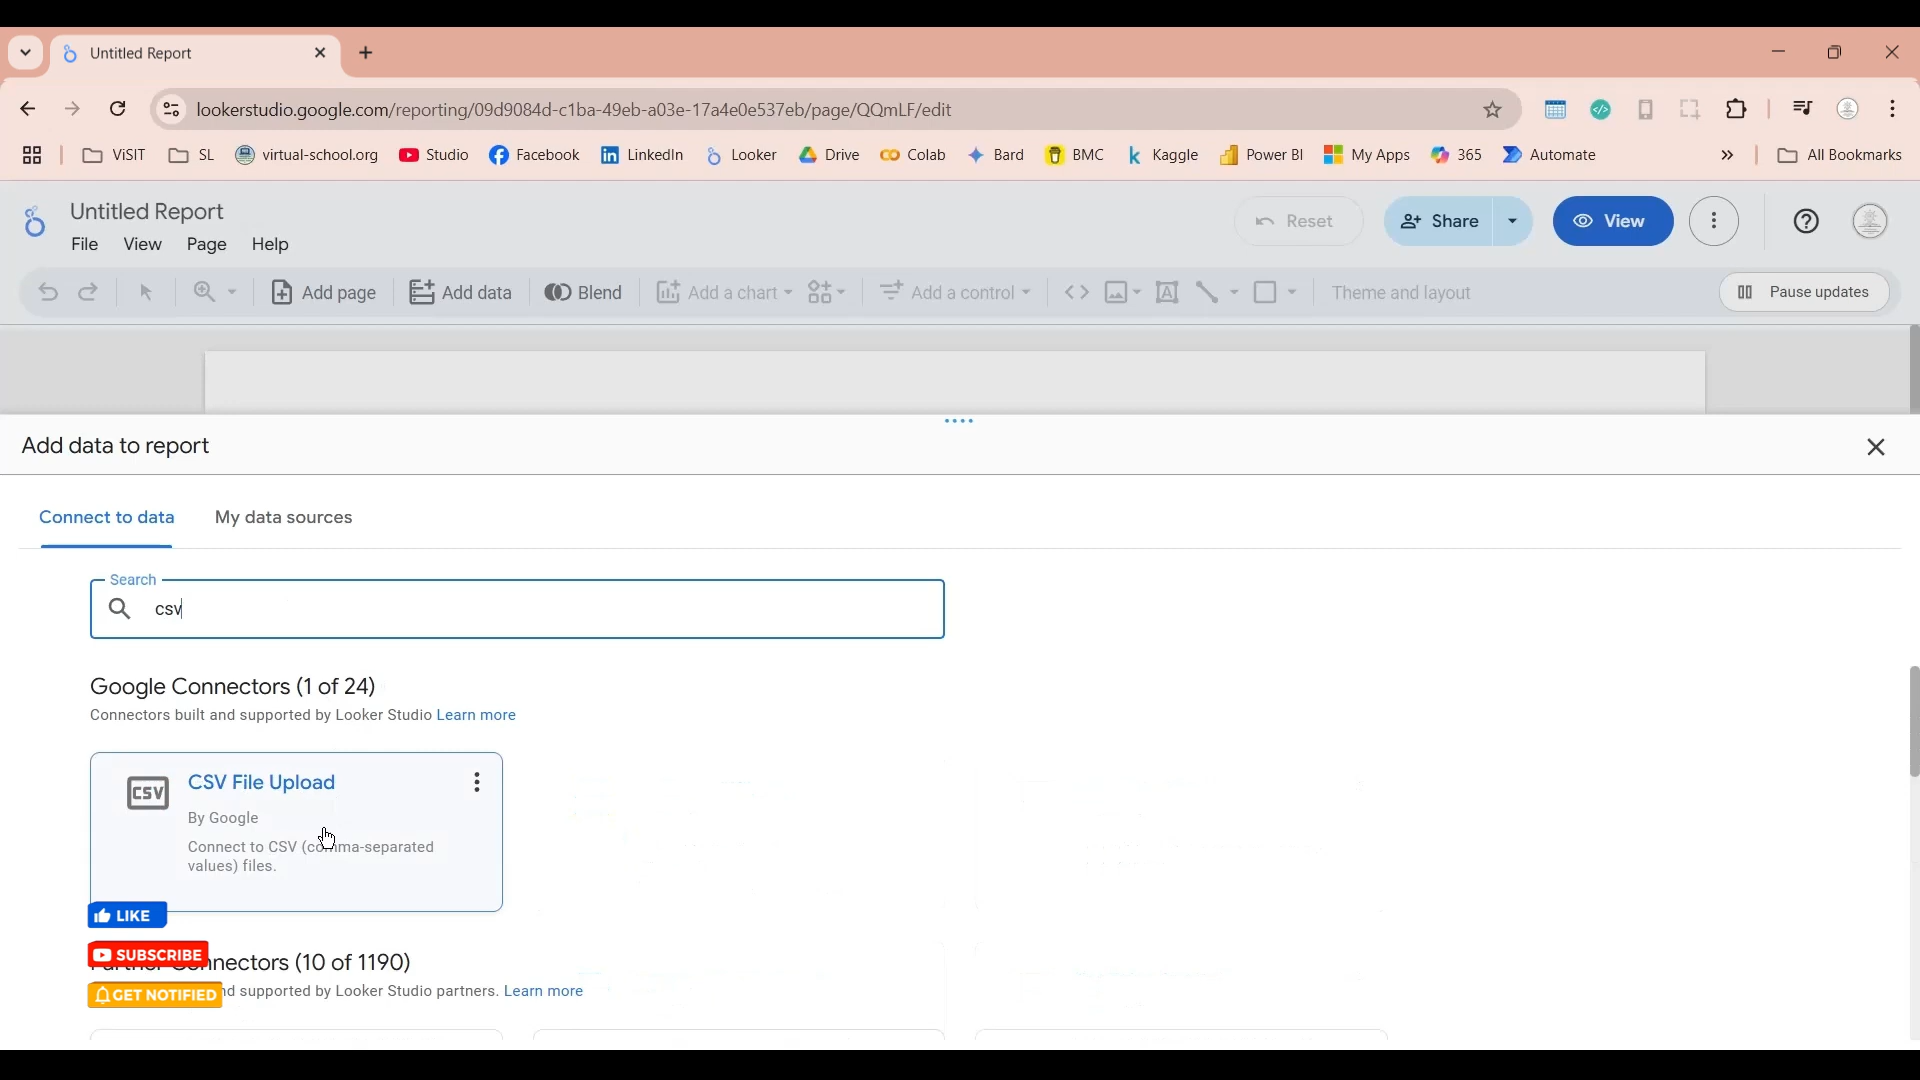 Untitled Report
lookerstudio.google.com/reporting/09d9084d-c1ba-49eb-a03e-17a4e0e537eb/page/QQmLF/edit
ViSIT SL virtual-school.org Studio Facebook LinkedIn Looker Drive Colab Bard BMC Kaggle Power BI My Apps 365 Automate » All Bookmarks
Untitled Report
Reset Share View
File View Page Help
Add page Add data Blend Add a chart Add a control Theme and layout Pause updates
Add data to report
Connect to data My data sources
Search
csv
Google Connectors (1 of 24)
Connectors built and supported by Looker Studio Learn more
CSV CSV File Upload
By Google
Connect to CSV (comma-separated
values) files.
LIKE
SUBSCRIBE
nnectors (10 of 1190)
GET NOTIFIED
nd supported by Looker Studio partners. Learn more